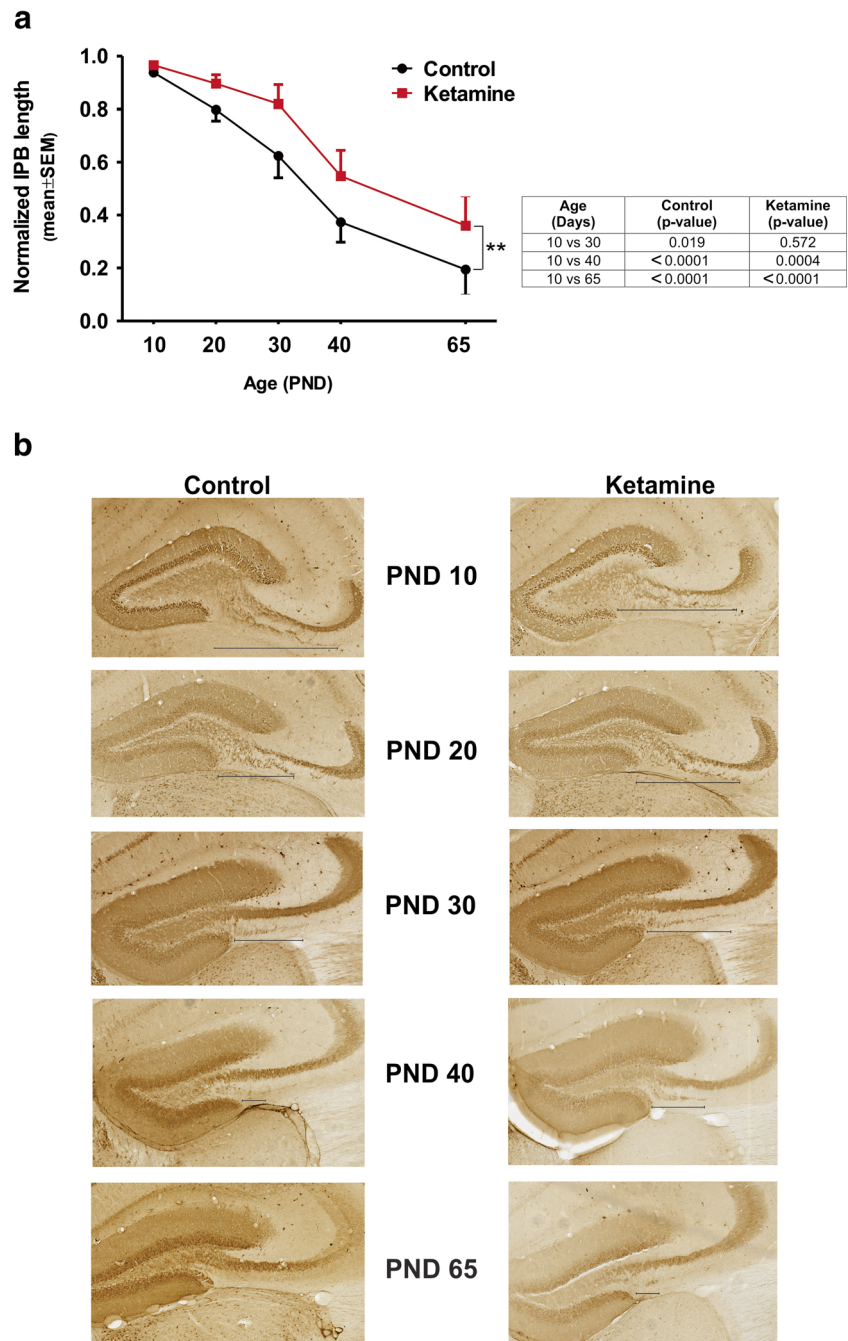 a
Normalized IPB length
(mean±SEM)
1.0
0.8
0.6
0.4
0.2
0.0
Control
Ketamine
**
10 20 30 40 65
Age (PND)
Age (Days) Control (p-value) Ketamine (p-value)
10 vs 30 0.019 0.572
10 vs 40 <0.0001 0.0004
10 vs 65 <0.0001 <0.0001
b
Control Ketamine
PND 10
PND 20
PND 30
PND 40
PND 65